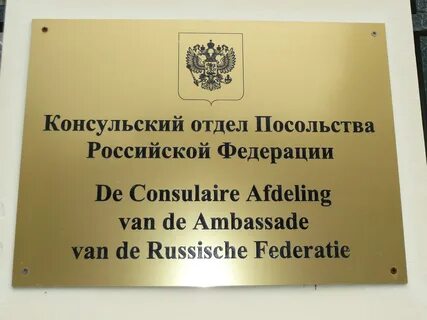 Консульский отдел Посольства
Российской Федерации
De Consulaire Afdeling
van de Ambassade
van de Russische Federatie